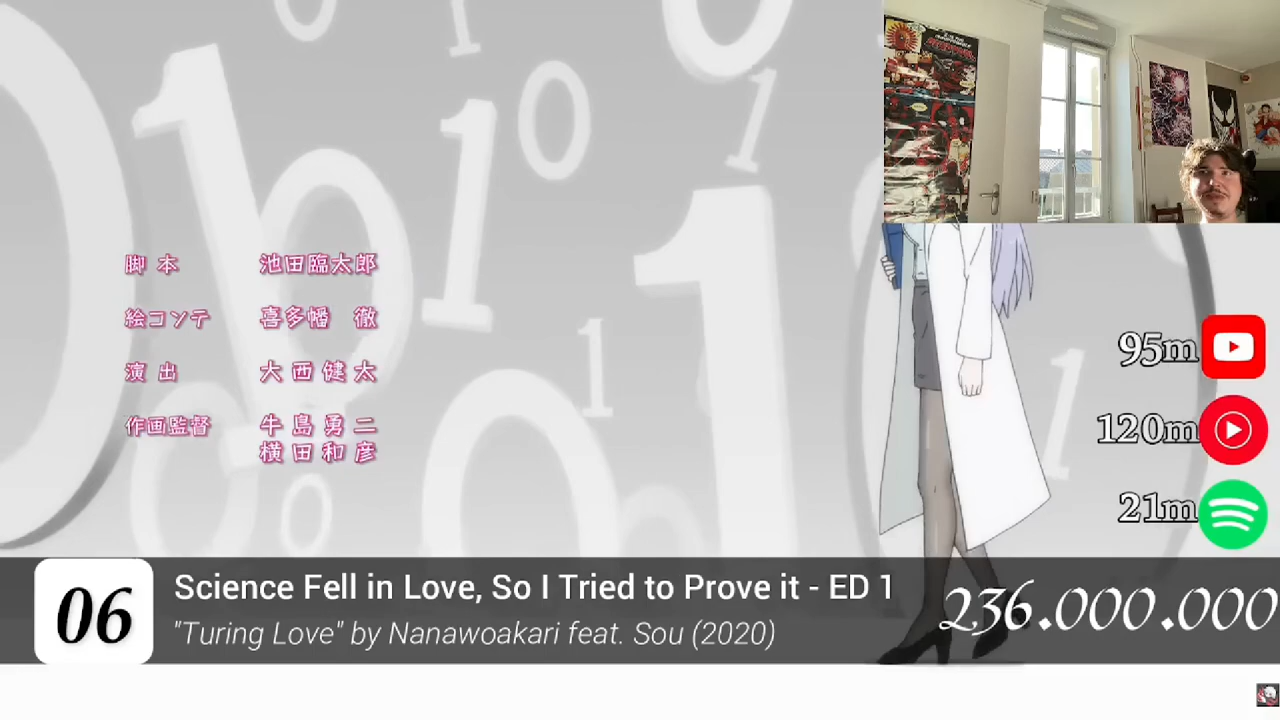 脚本 池田臨太郎
絵コンテ 喜多幡 徹
演出 大西健太
作画監督 牛島勇二
横田和彦
95m
120m
21m
06
Science Fell in Love, So I Tried to Prove it - ED 1
"Turing Love" by Nanawoakari feat. Sou (2020)
236.000.000